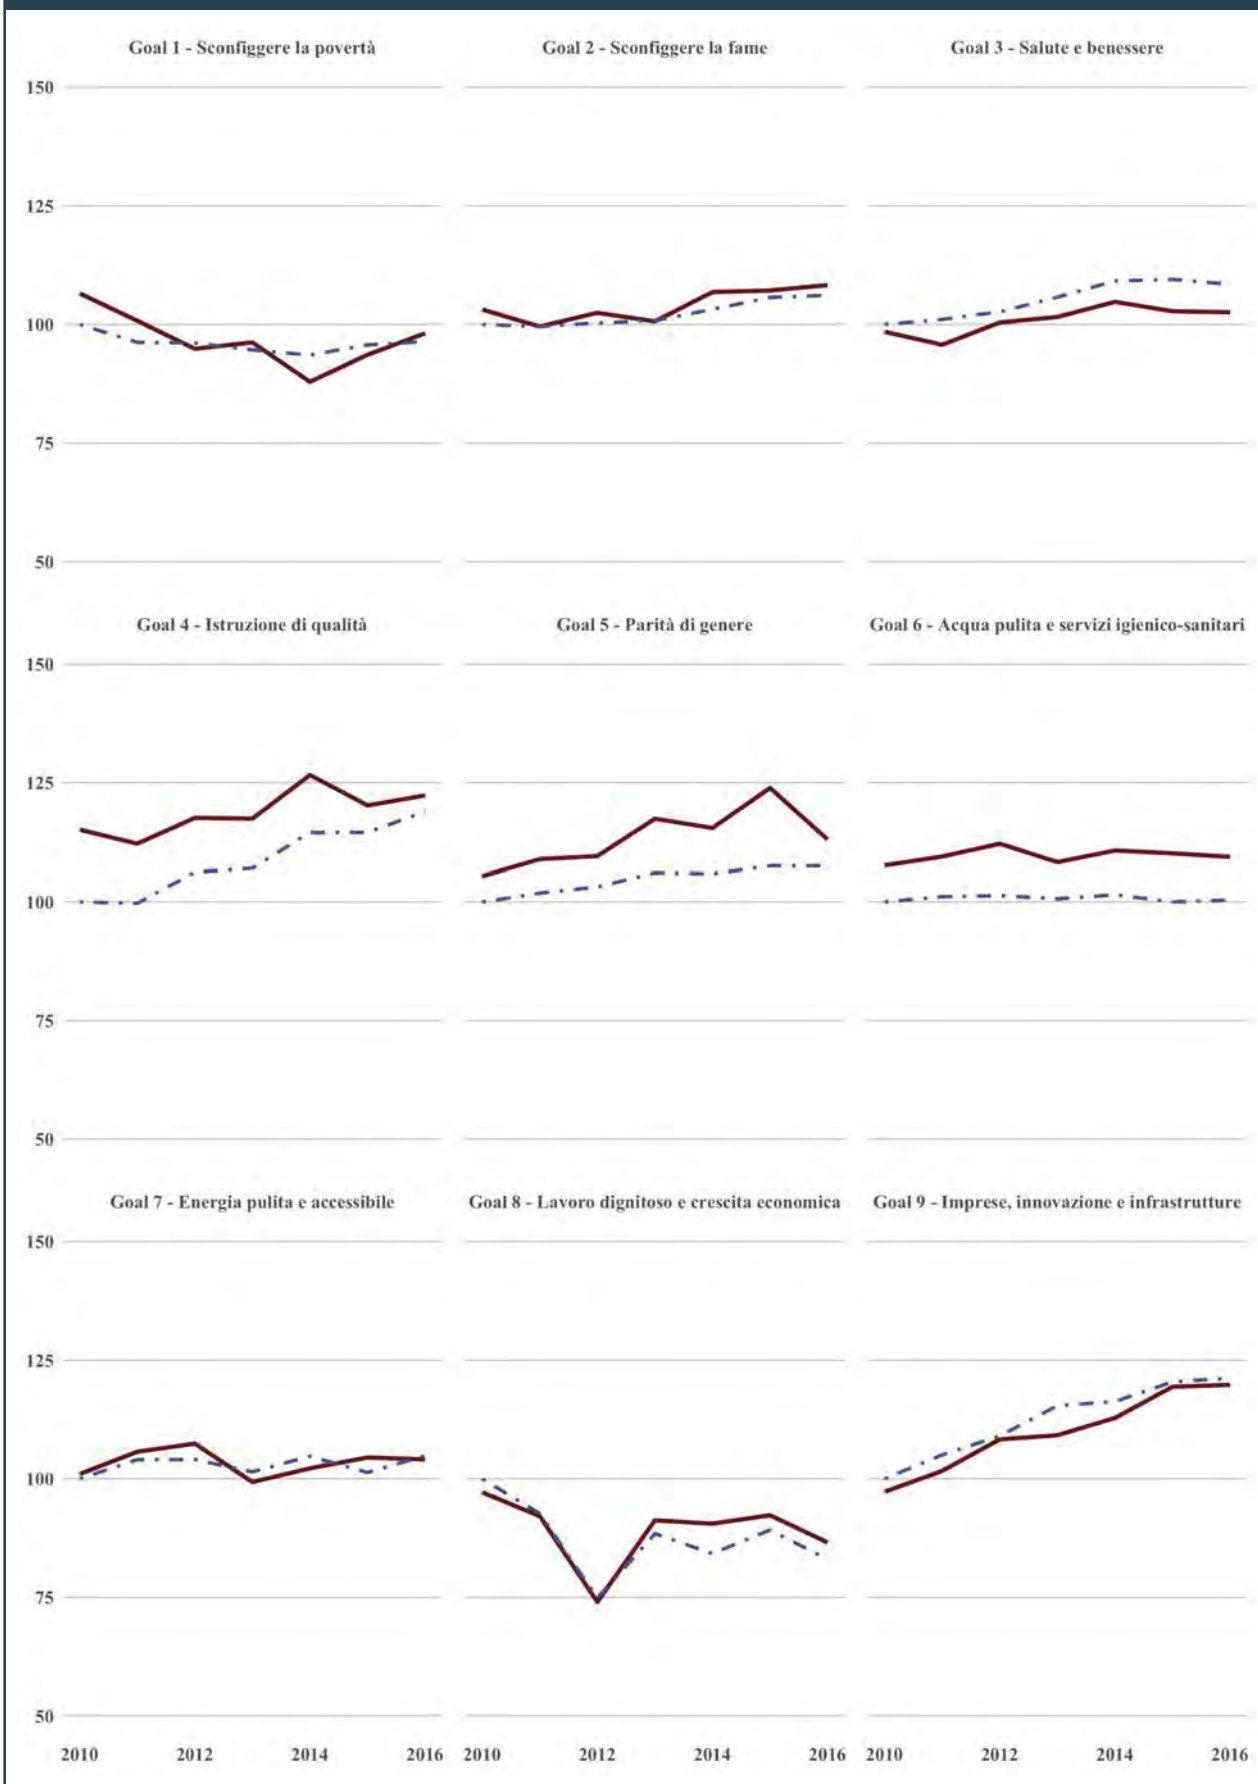 Goal 1 - Sconfiggere la povertà
Goal 2 - Sconfiggere la fame
Goal 3 - Salute e benessere
150
125
100
75
50
Goal 4 - Istruzione di qualità
Goal 5 - Parità di genere
Goal 6 - Acqua pulita e servizi igienico-sanitari
150
125
100
75
50
Goal 7 - Energia pulita e accessibile
Goal 8 - Lavoro dignitoso e crescita economica
Goal 9 - Imprese, innovazione e infrastrutture
150
125
100
75
50
2010 2012 2014 2016 2010 2012 2014 2016 2010 2012 2014 2016